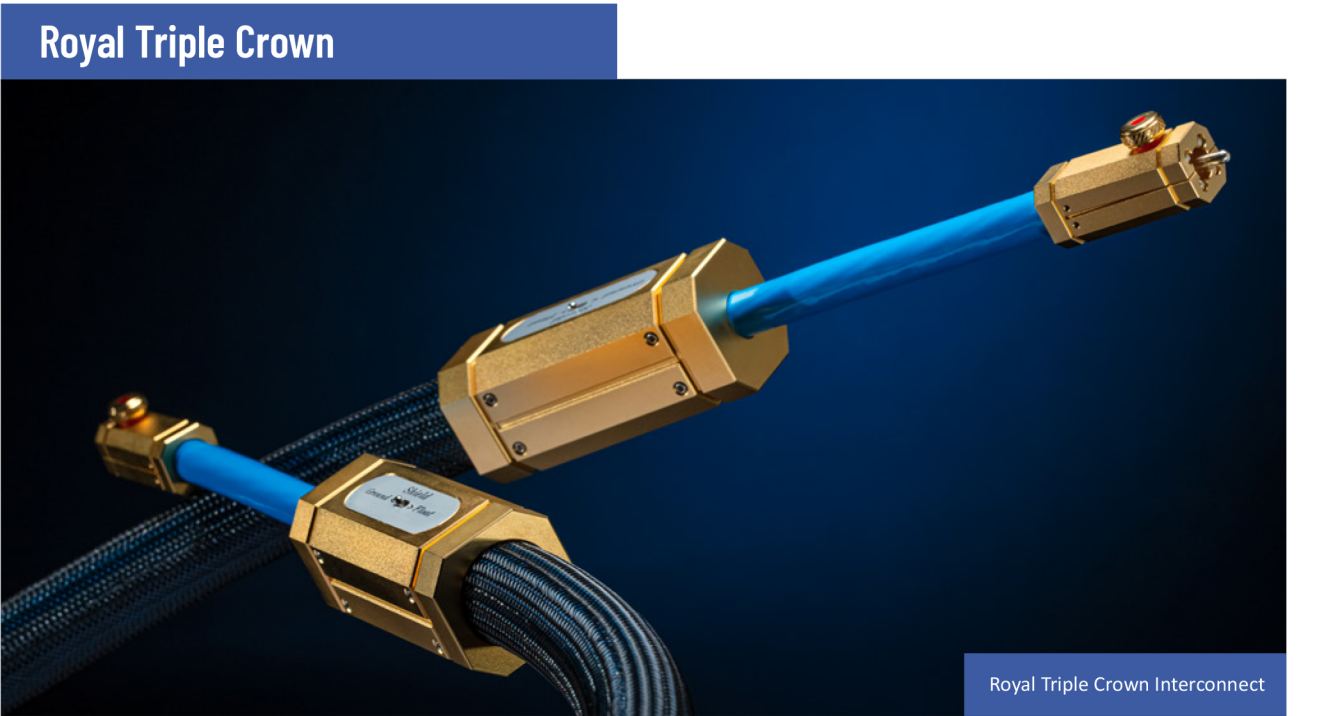 Royal Triple Crown
Shield
Ground
Float
Royal Triple Crown Interconnect